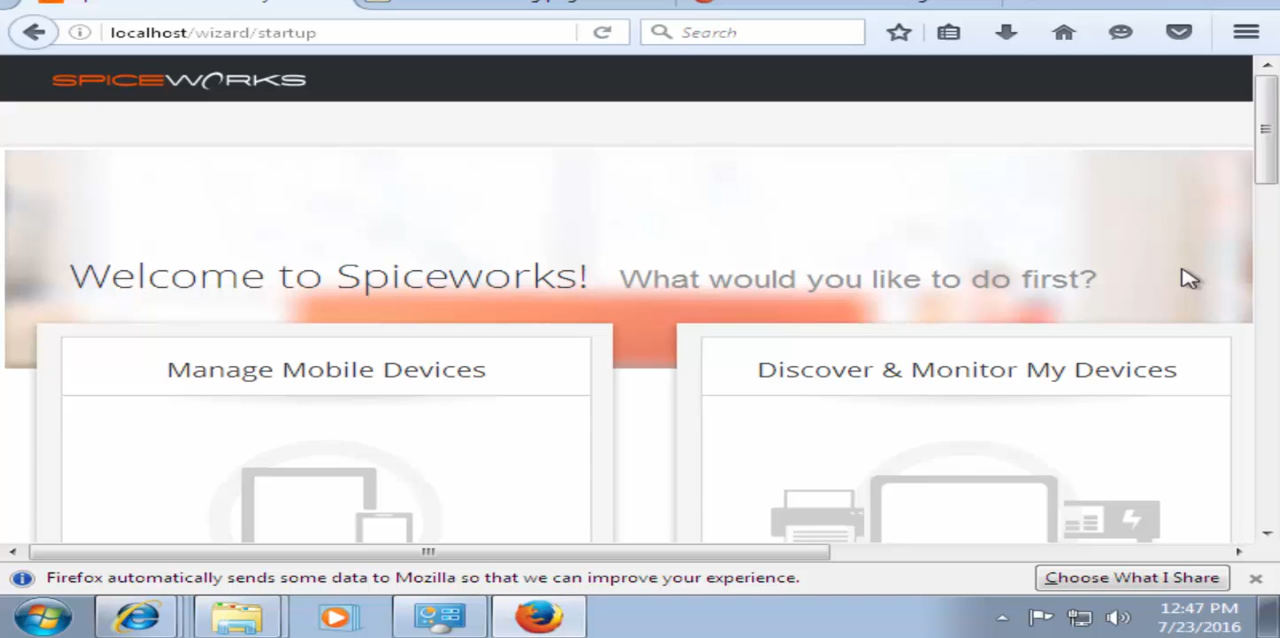 localhost/wizard/startup
Search
SPICEWORKS
Welcome to Spiceworks! What would you like to do first?
Manage Mobile Devices
Discover & Monitor My Devices
Firefox automatically sends some data to Mozilla so that we can improve your experience.
Choose What I Share
12:47 PM
7/23/2016